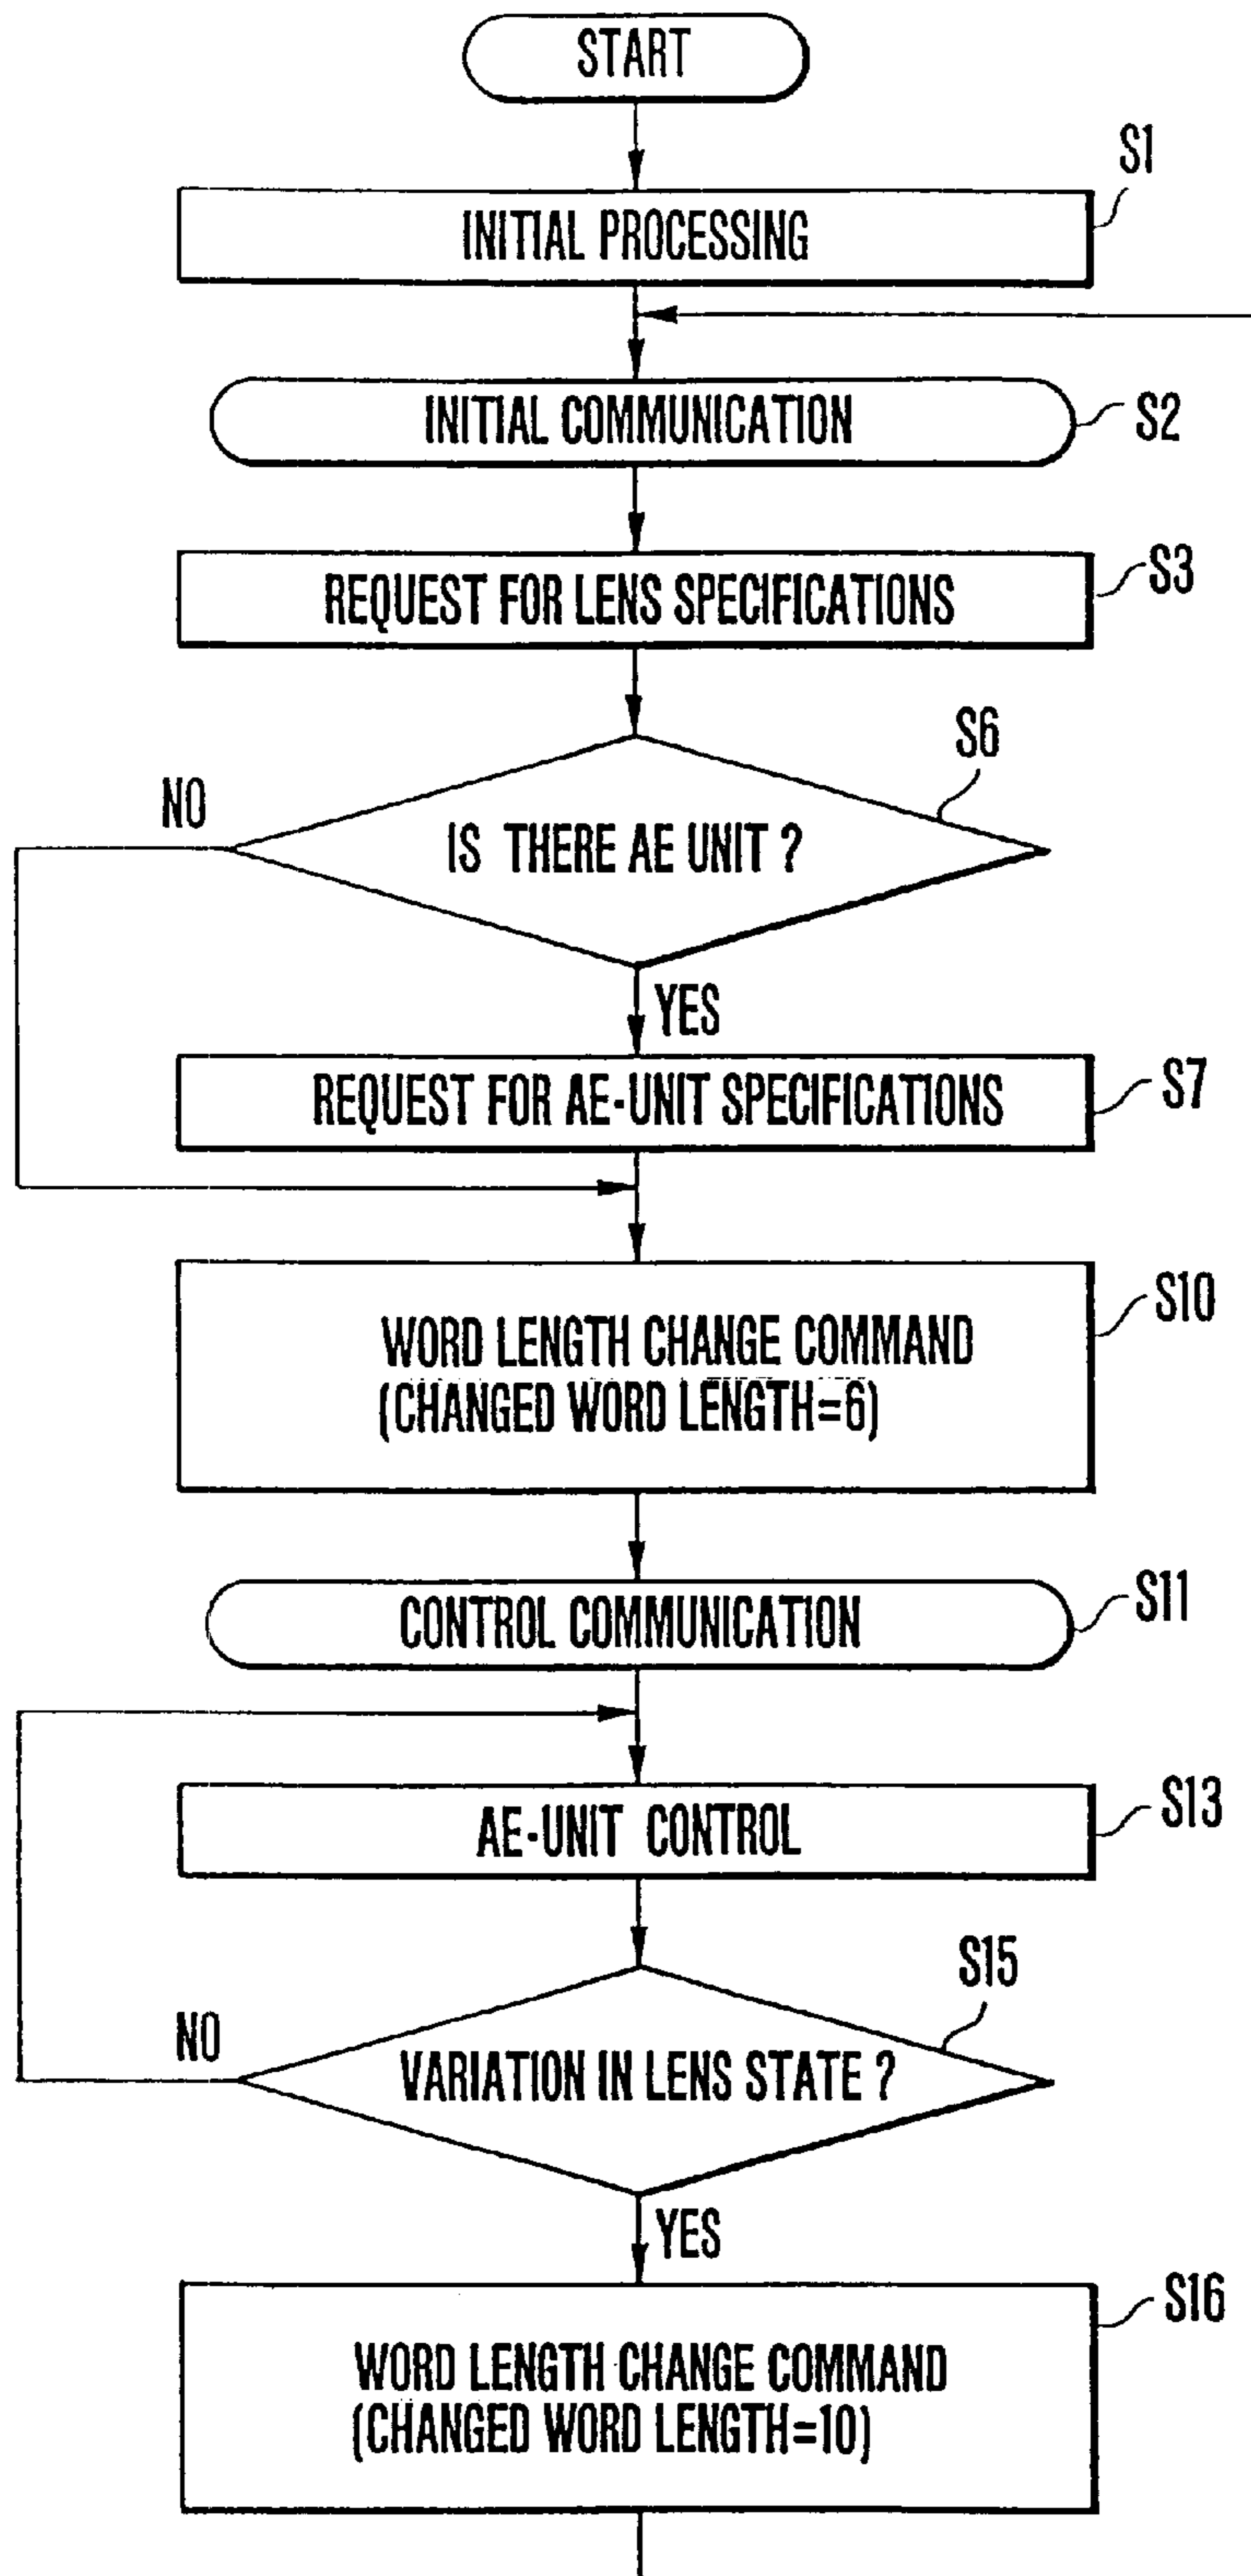 START
S1
INITIAL PROCESSING
INITIAL COMMUNICATION
S2
S3
REQUEST FOR LENS SPECIFICATIONS
S6
NO
IS THERE AE UNIT ?
YES
S7
REQUEST FOR AE-UNIT SPECIFICATIONS
S10
WORD LENGTH CHANGE COMMAND
(CHANGED WORD LENGTH=6)
S11
CONTROL COMMUNICATION
S13
AE-UNIT CONTROL
S15
NO
VARIATION IN LENS STATE ?
YES
S16
WORD LENGTH CHANGE COMMAND
(CHANGED WORD LENGTH=10)